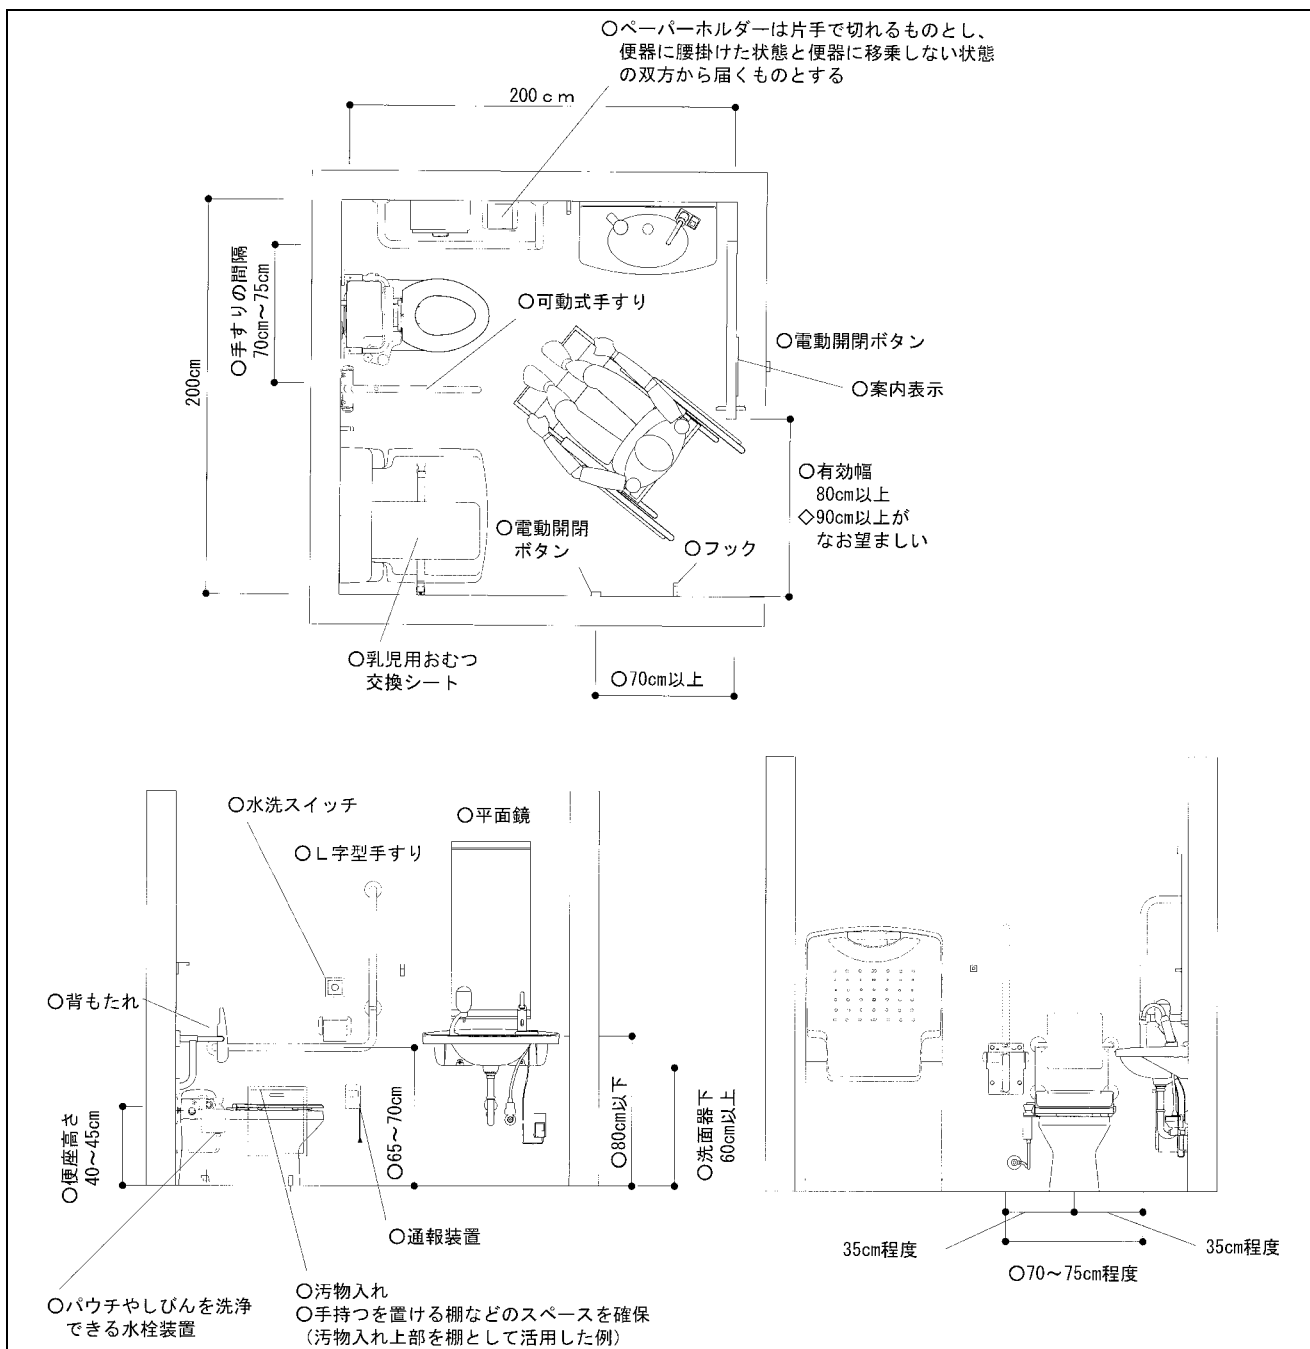 ○ペーパーホルダーは片手で切れるものとし、
便器に腰掛けた状態と便器に移乗しない状態
の双方から届くものとする
200cm
○手すりの間隔
70cm～75cm
200cm
○可動式手すり
○電動開閉ボタン
○案内表示
○有効幅
80cm以上
◇90cm以上が
なお望ましい
○電動開閉
ボタン
○フック
○乳児用おむつ
交換シート
○70cm以上
○水洗スイッチ
○平面鏡
○L字型手すり
○背もたれ
○便座高さ
40～45cm
○65～70cm
○80cm以下
○洗面器下
60cm以上
○通報装置
○汚物入れ
○手持つを置ける棚などのスペースを確保
（汚物入れ上部を棚として活用した例）
○パウチやしびんを洗浄
できる水栓装置
35cm程度
35cm程度
○70～75cm程度